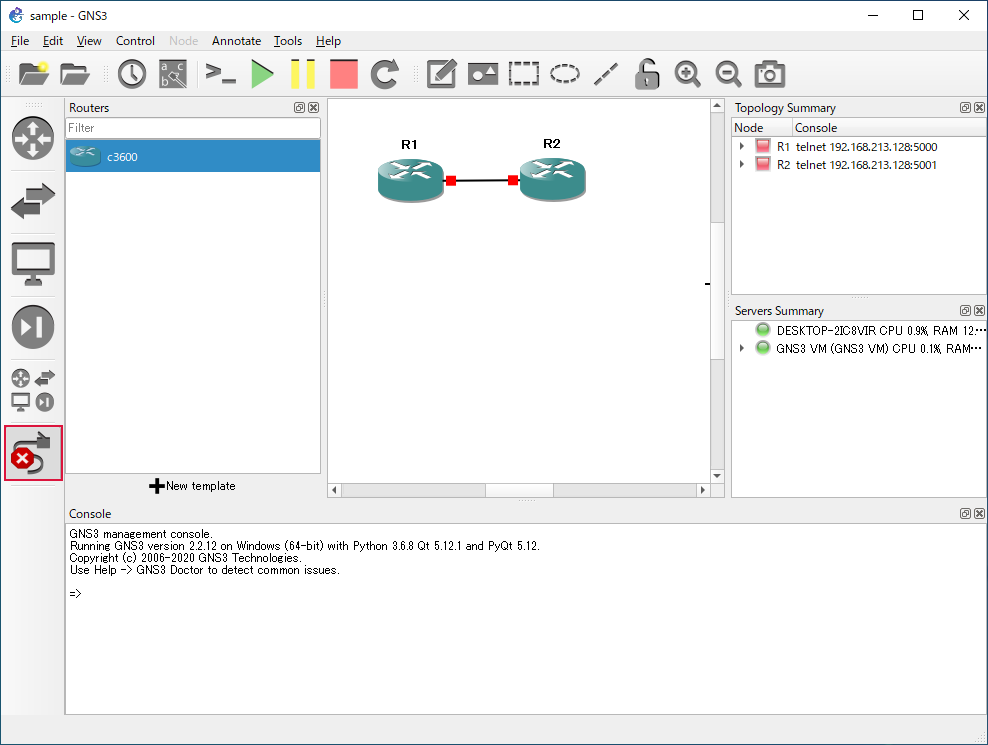 sample - GNS3
File Edit View Control Node Annotate Tools Help
Routers
Filter
c3600
New template
R1 R2
Topology Summary
Node Console
R1 telnet 192.168.213.128:5000
R2 telnet 192.168.213.128:5001
Servers Summary
DESKTOP-2IC8VIR CPU 0.9%, RAM 12.…
GNS3 VM (GNS3 VM) CPU 0.1%, RAM…
Console
GNS3 management console.
Running GNS3 version 2.2.12 on Windows (64-bit) with Python 3.6.8 Qt 5.12.1 and PyQt 5.12.
Copyright (c) 2006-2020 GNS3 Technologies.
Use Help -> GNS3 Doctor to detect common issues.
=>